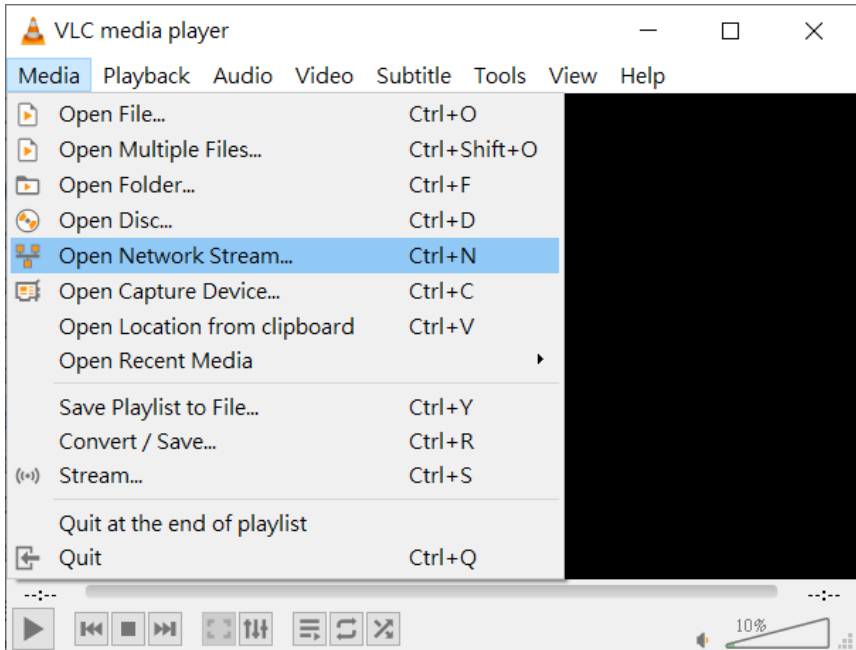 VLC media player
Media Playback Audio Video Subtitle Tools View Help
Open File... Ctrl+O
Open Multiple Files... Ctrl+Shift+O
Open Folder... Ctrl+F
Open Disc... Ctrl+D
Open Network Stream... Ctrl+N
Open Capture Device... Ctrl+C
Open Location from clipboard Ctrl+V
Open Recent Media
Save Playlist to File... Ctrl+Y
Convert / Save... Ctrl+R
Stream... Ctrl+S
Quit at the end of playlist
Quit Ctrl+Q
--:-- --:--
10%